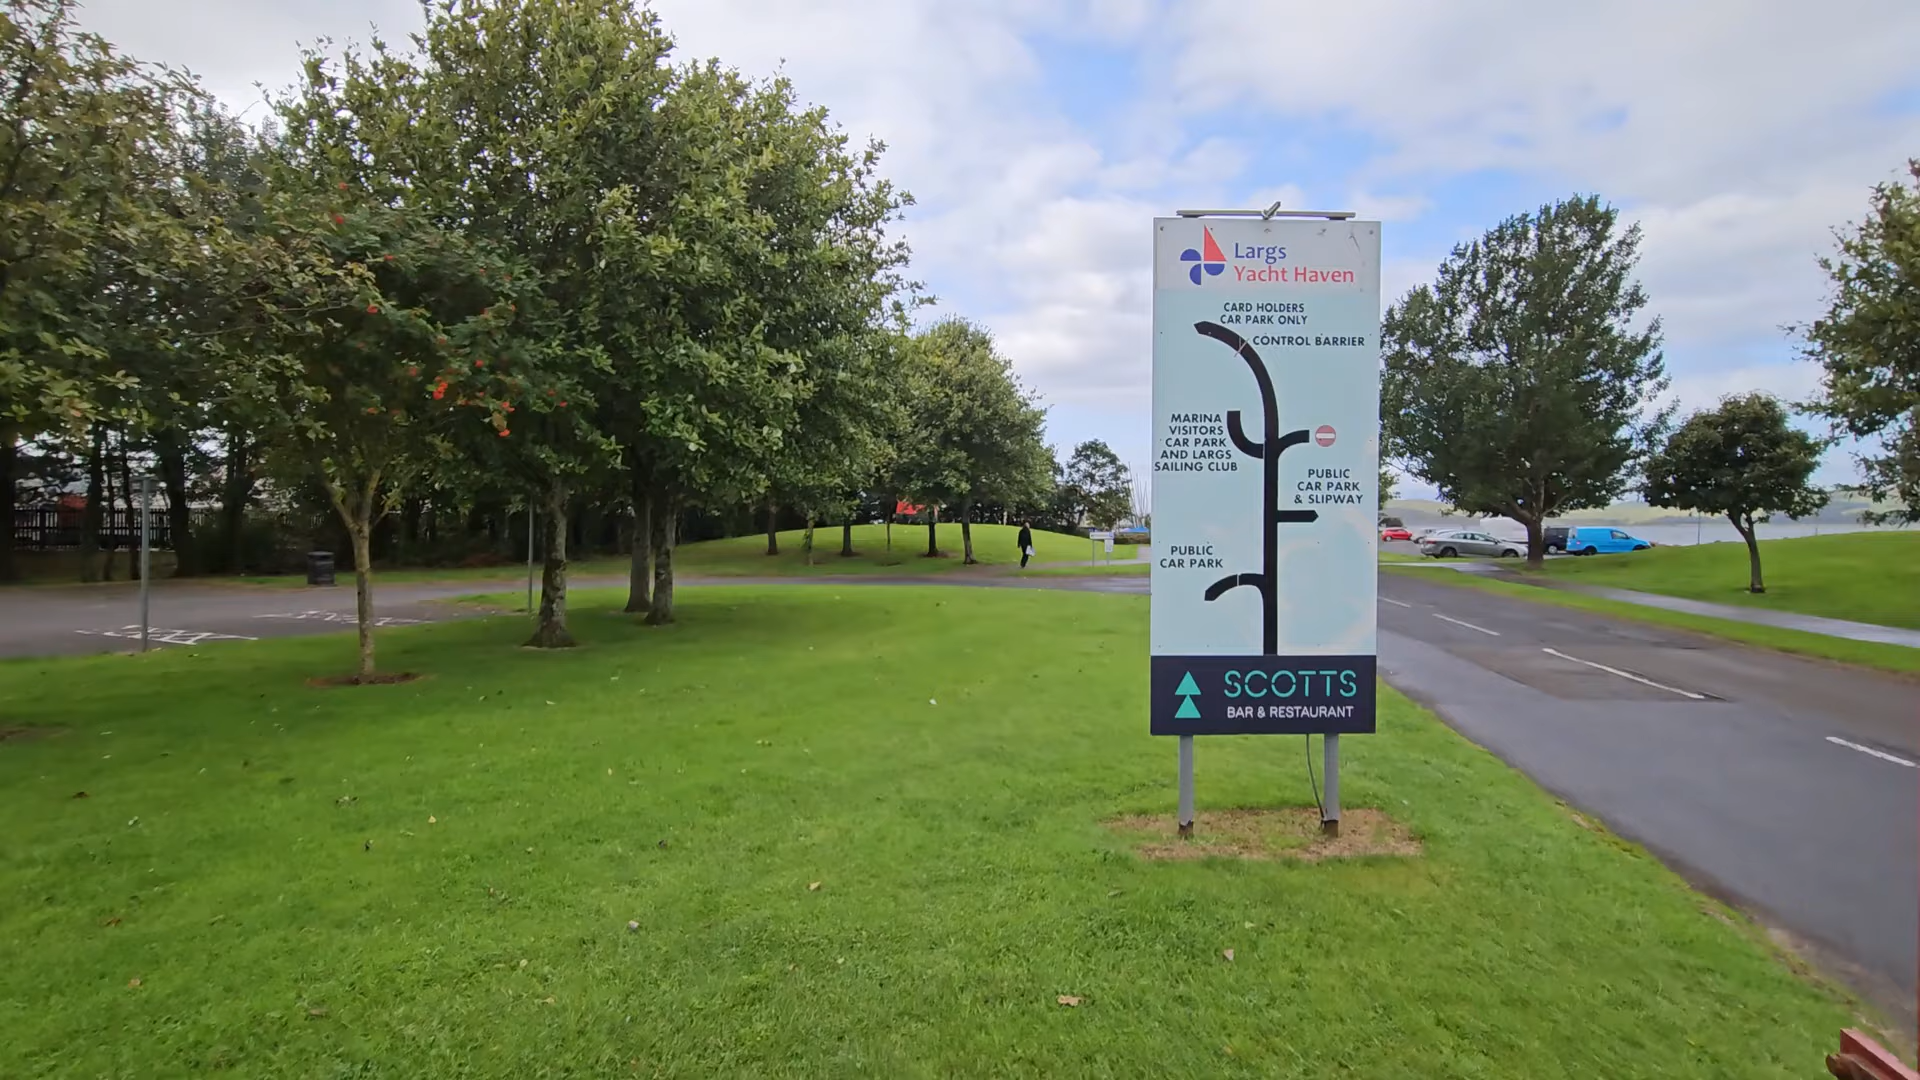 Largs
Yacht Haven
CARD HOLDERS
CAR PARK ONLY
CONTROL BARRIER
MARINA
VISITORS
CAR PARK
AND LARGS
SAILING CLUB
PUBLIC
CAR PARK
& SLIPWAY
PUBLIC
CAR PARK
SCOTTS
BAR & RESTAURANT